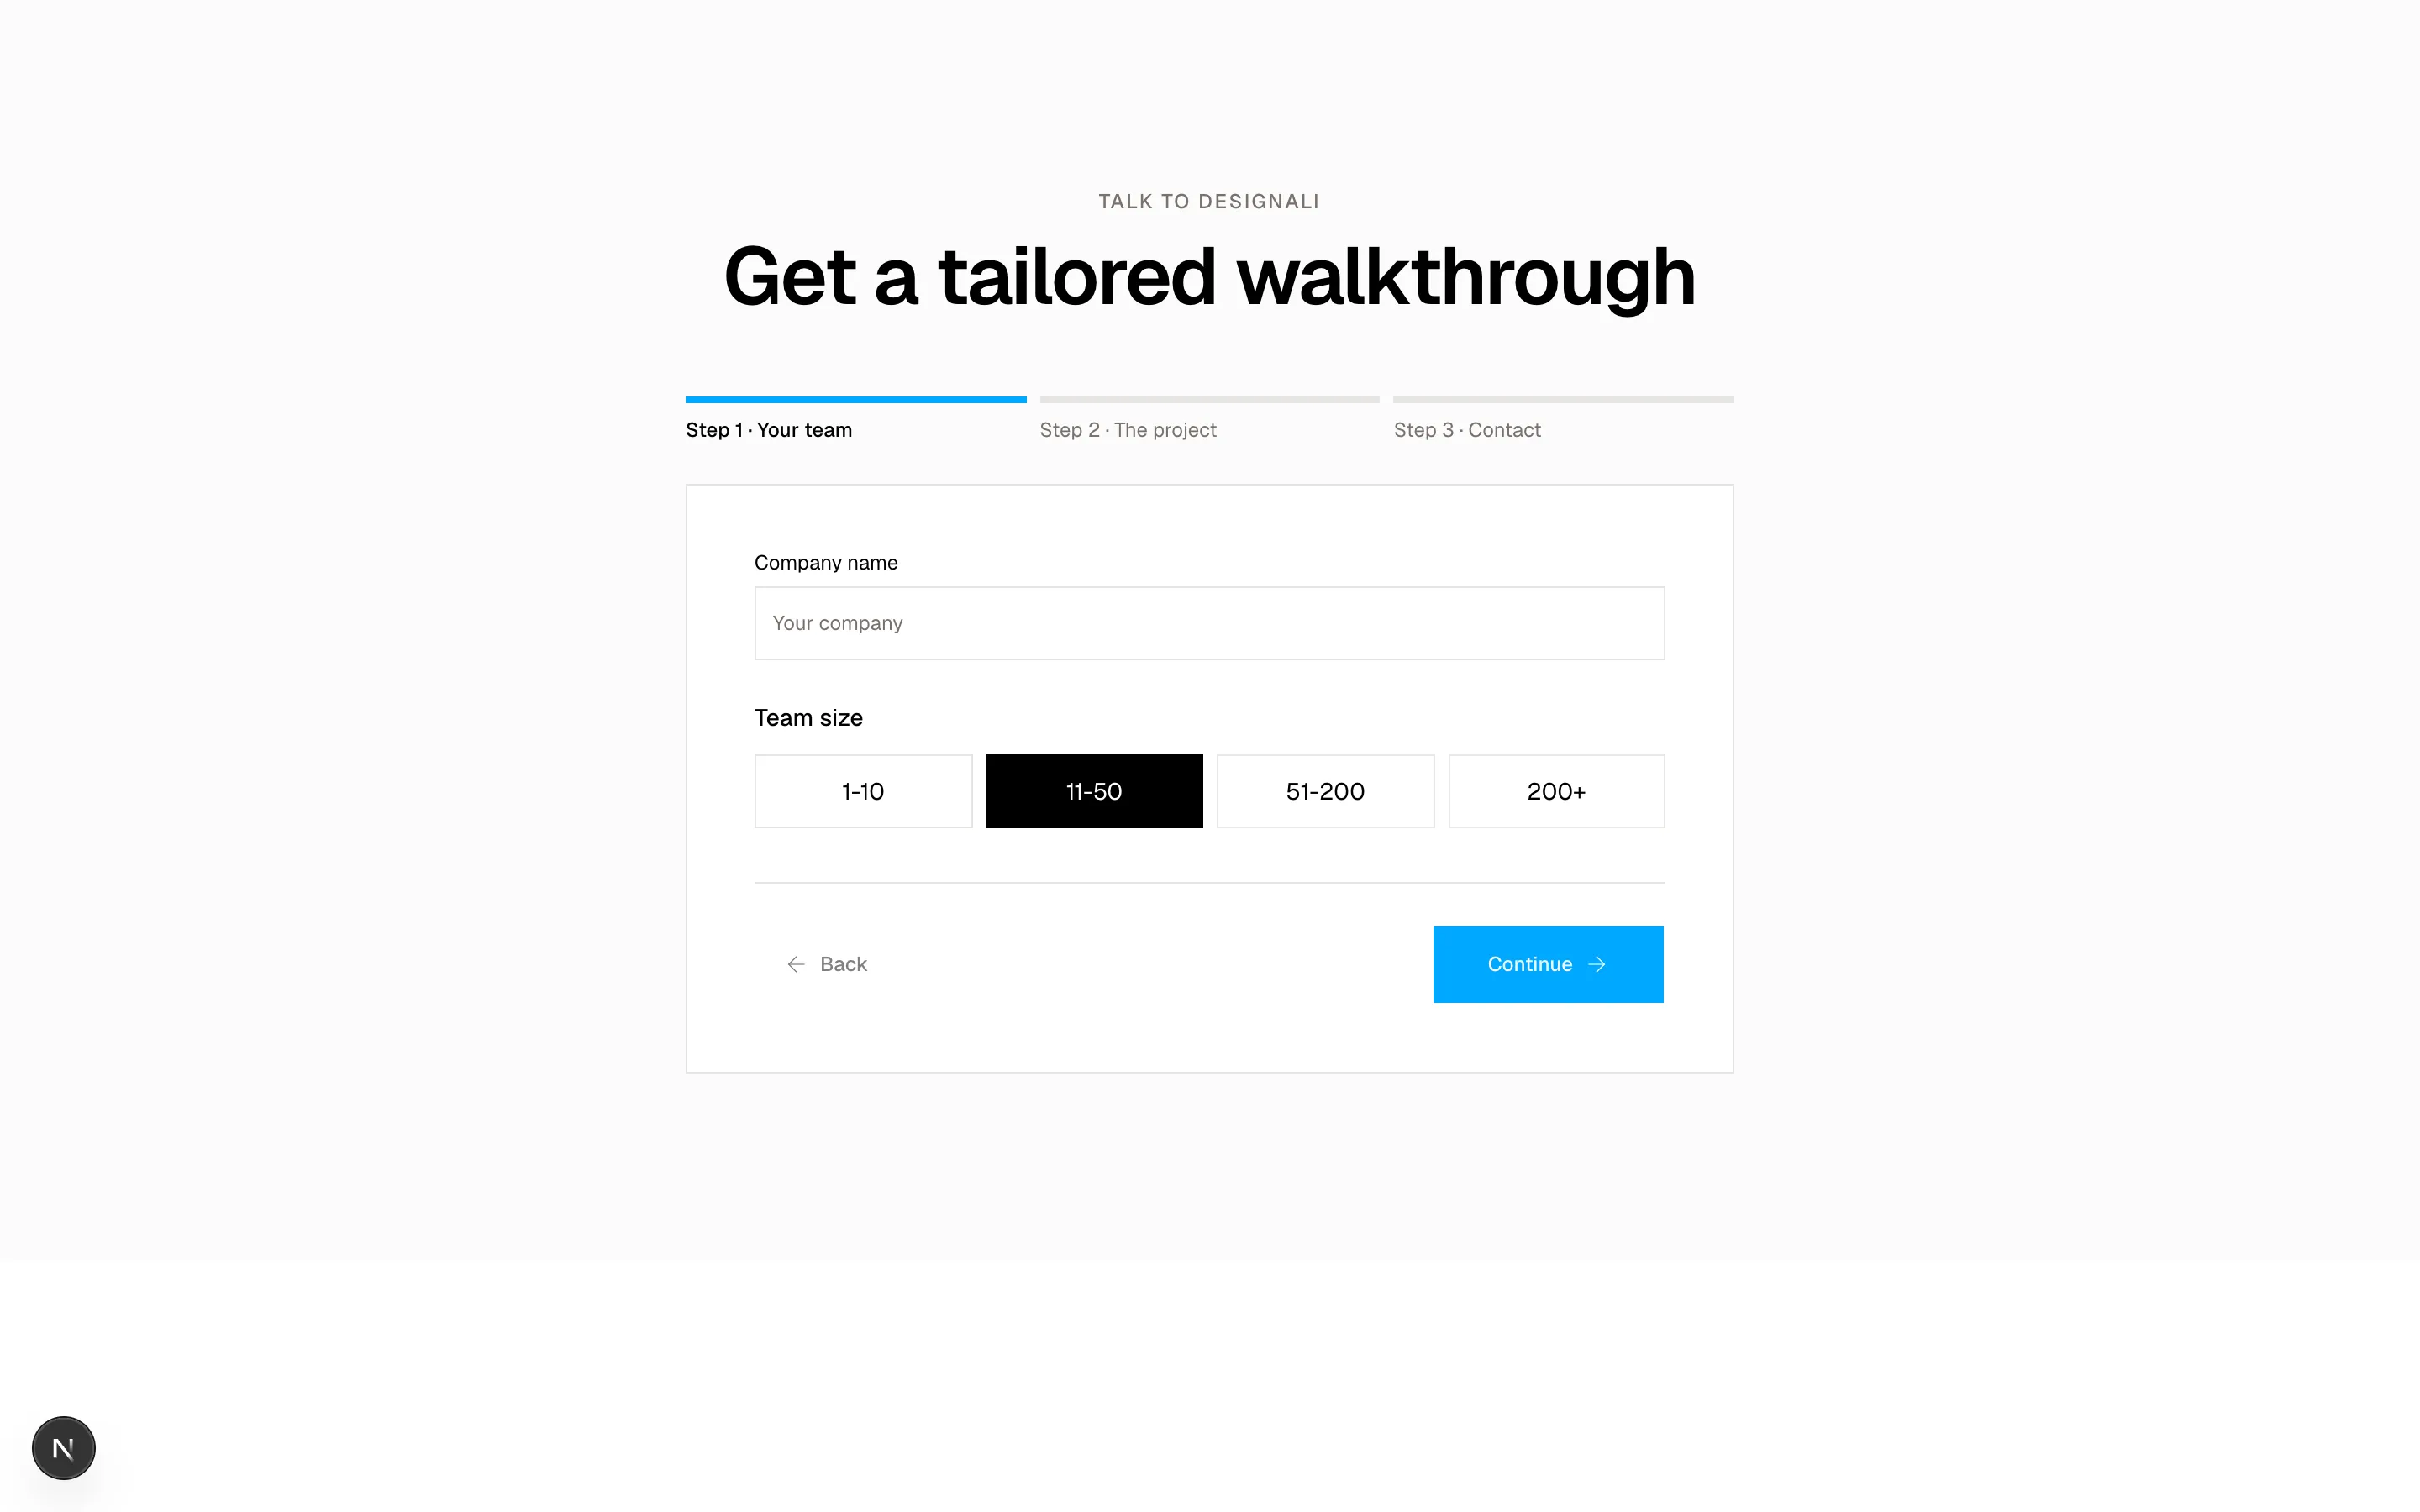 TALK TO DESIGNALI
Get a tailored walkthrough
Step 1 · Your team
Step 2 · The project
Step 3 · Contact
Company name
Your company
Team size
1-10
11-50
51-200
200+
Back
Continue
N